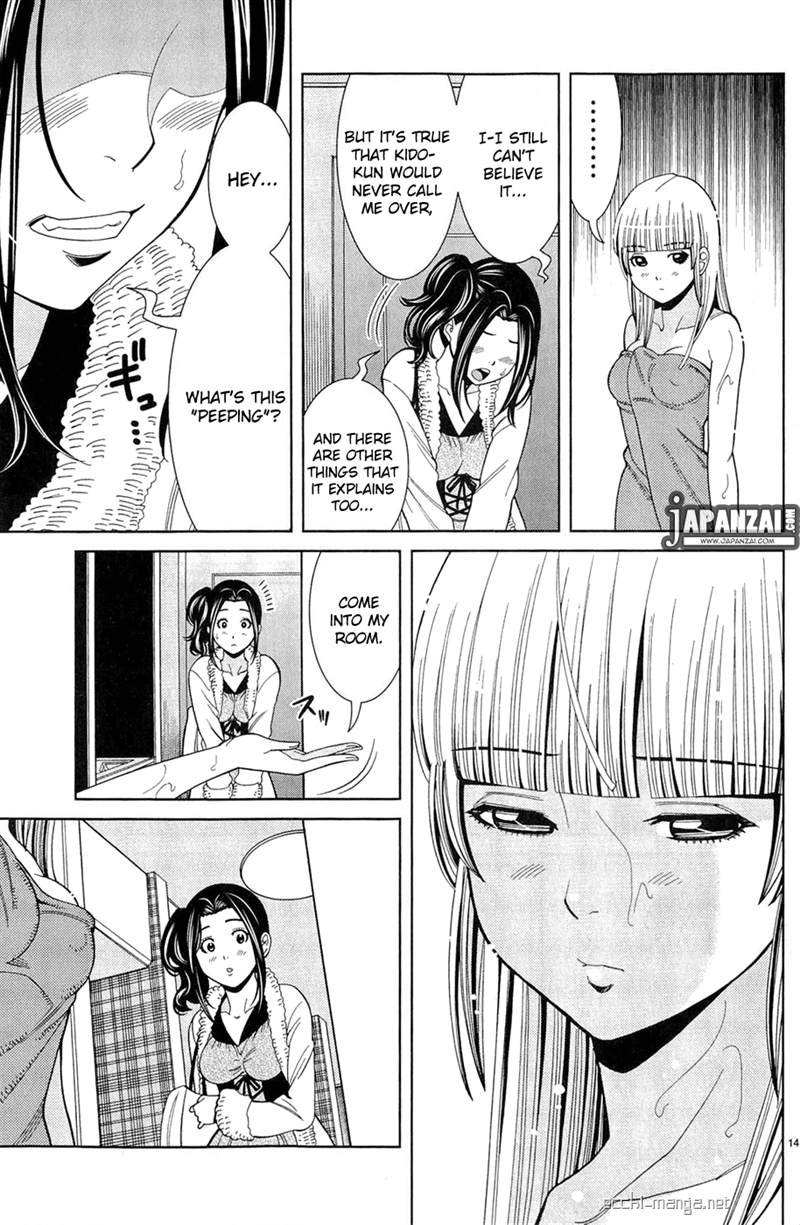 .........
I-I STILL
CAN'T
BELIEVE
IT...
BUT IT'S TRUE
THAT KIDO-
KUN WOULD
NEVER CALL
ME OVER,
AND THERE
ARE OTHER
THINGS THAT
IT EXPLAINS
TOO...
HEY...
WHAT'S THIS
"PEEPING"?
ギュ
...
JAPANZAI.COM
WWW.JAPANZAI.COM
COME
INTO MY
ROOM.
スッ
14
ecchi-manga.net